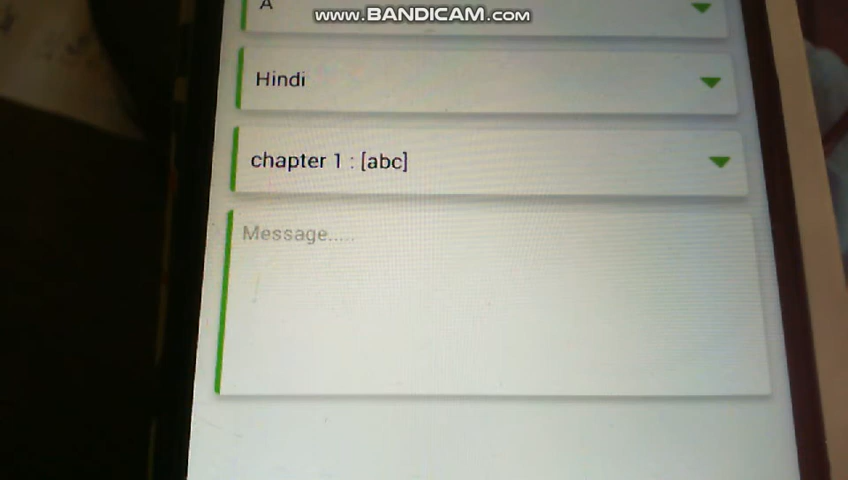 www.BANDICAM.com
A
Hindi
chapter 1 : [abc]
Message.....